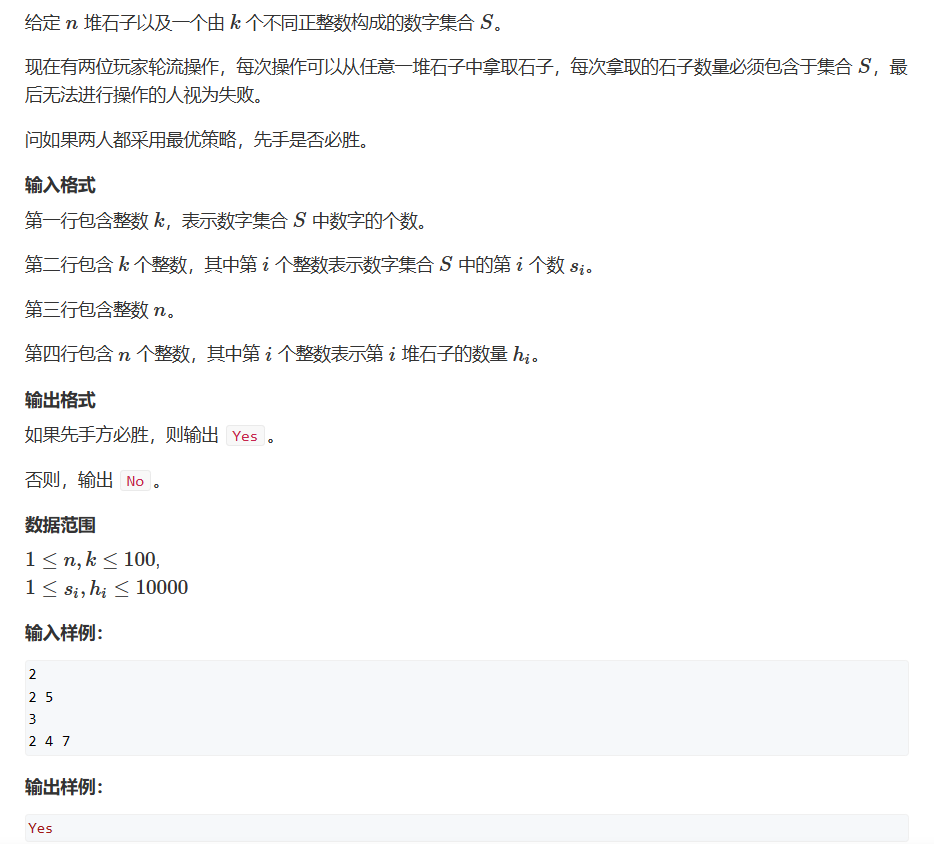 给定 n 堆石子以及一个由 k 个不同正整数构成的数字集合 S。
现在有两位玩家轮流操作，每次操作可以从任意一堆石子中拿取石子，每次拿取的石子数量必须包含于集合 S，最
后无法进行操作的人视为失败。
问如果两人都采用最优策略，先手是否必胜。
输入格式
第一行包含整数 k，表示数字集合 S 中数字的个数。
第二行包含 k 个整数，其中第 i 个整数表示数字集合 S 中的第 i 个数 sᵢ。
第三行包含整数 n。
第四行包含 n 个整数，其中第 i 个整数表示第 i 堆石子的数量 hᵢ。
输出格式
如果先手方必胜，则输出 Yes 。
否则，输出 No 。
数据范围
1 ≤ n, k ≤ 100,
1 ≤ sᵢ, hᵢ ≤ 10000
输入样例：
2
2 5
3
2 4 7
输出样例：
Yes